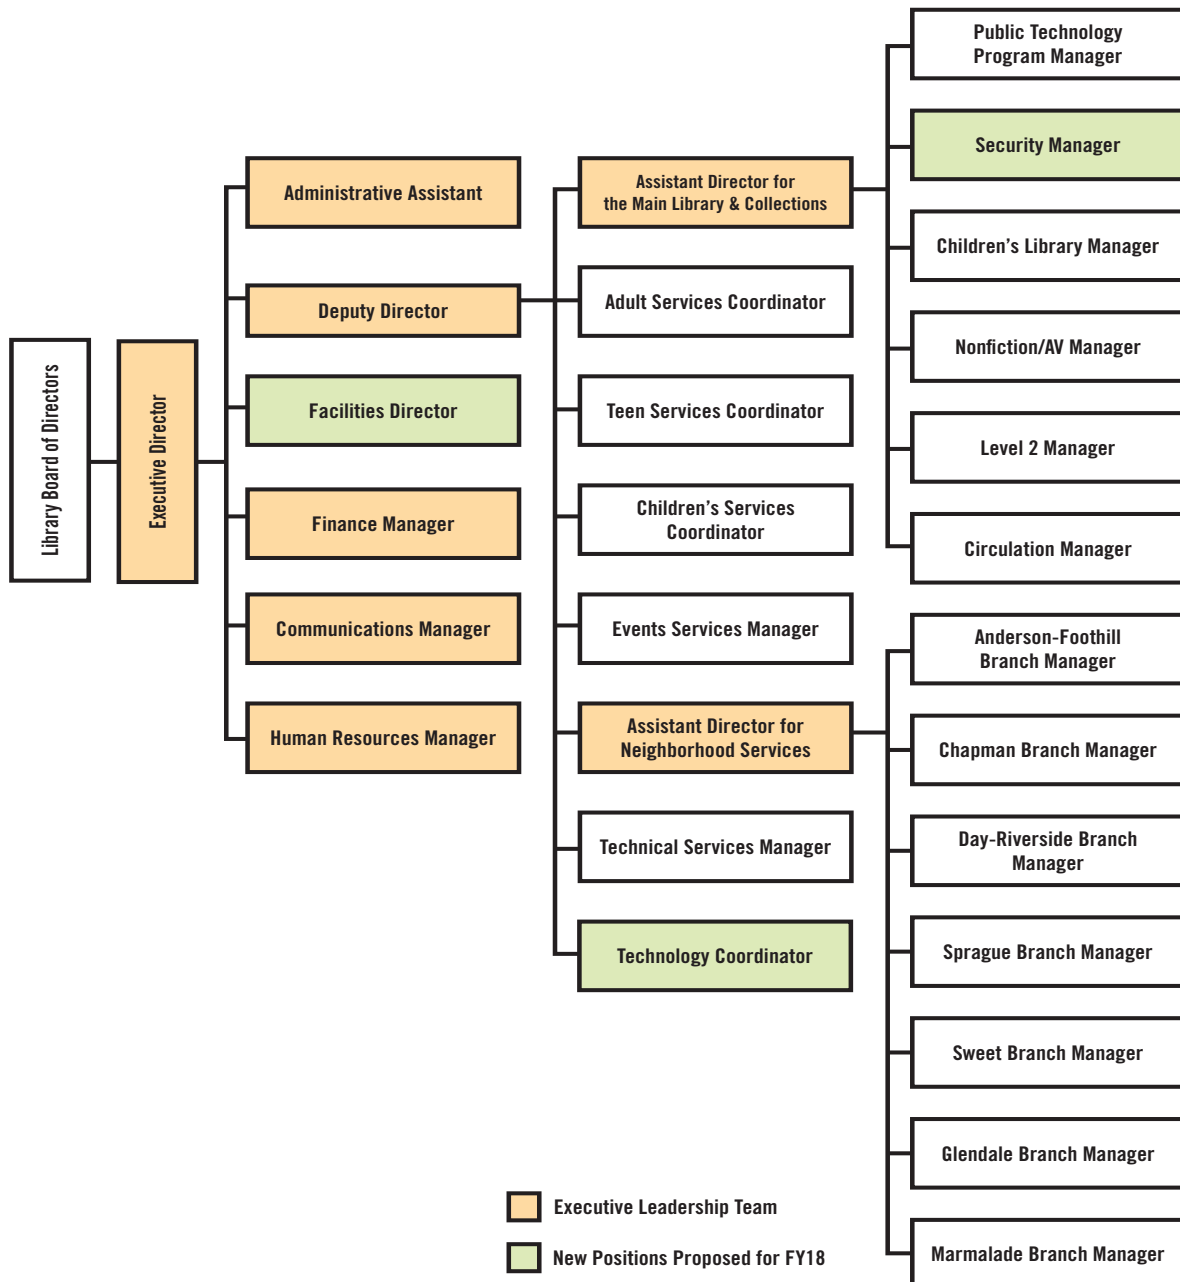 Library Board of Directors
Executive Director
Administrative Assistant
Deputy Director
Facilities Director
Finance Manager
Communications Manager
Human Resources Manager
Assistant Director for
the Main Library & Collections
Adult Services Coordinator
Teen Services Coordinator
Children’s Services
Coordinator
Events Services Manager
Assistant Director for
Neighborhood Services
Technical Services Manager
Technology Coordinator
Public Technology
Program Manager
Security Manager
Children’s Library Manager
Nonfiction/AV Manager
Level 2 Manager
Circulation Manager
Anderson-Foothill
Branch Manager
Chapman Branch Manager
Day-Riverside Branch
Manager
Sprague Branch Manager
Sweet Branch Manager
Glendale Branch Manager
Marmalade Branch Manager
Executive Leadership Team
New Positions Proposed for FY18